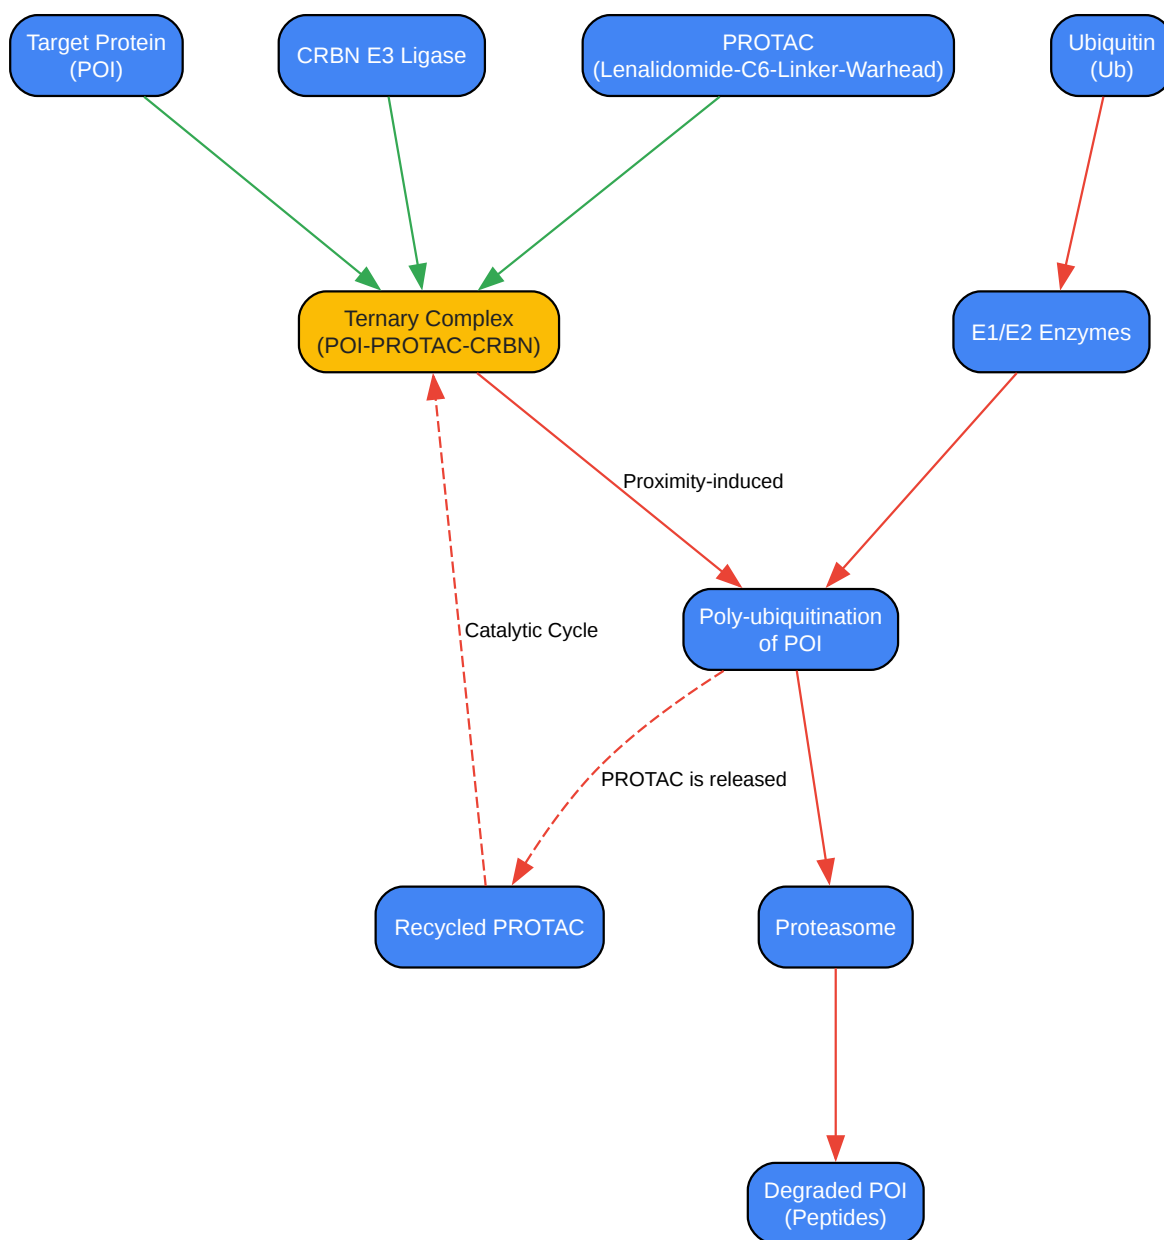 Target Protein
(POI)
CRBN E3 Ligase
PROTAC
(Lenalidomide-C6-Linker-Warhead)
Ubiquitin
(Ub)
Ternary Complex
(POI-PROTAC-CRBN)
E1/E2 Enzymes
Proximity-induced
Poly-ubiquitination
of POI
Catalytic Cycle
PROTAC is released
Recycled PROTAC
Proteasome
Degraded POI
(Peptides)